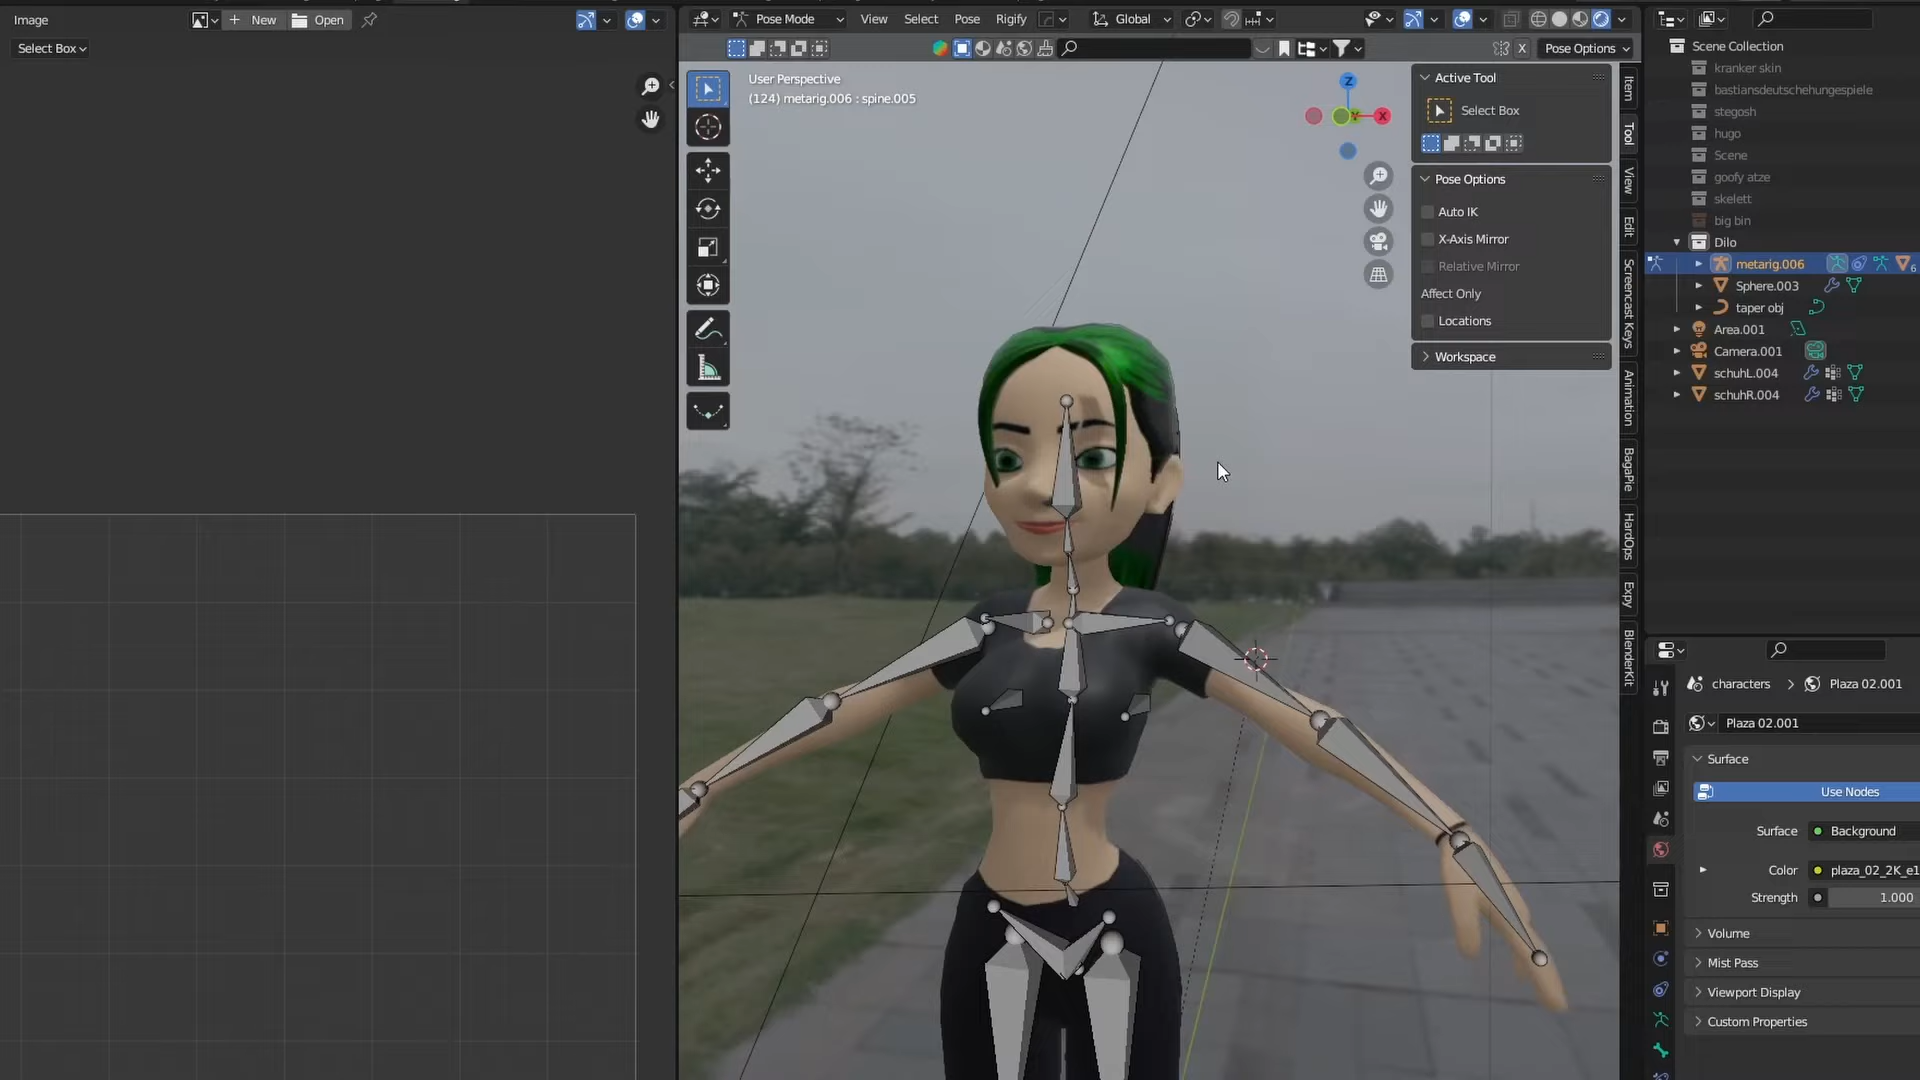 Image
New
Open
Select Box
Pose Mode
View
Select
Pose
Rigify
Global
X
Pose Options
User Perspective
(124) metarig.006 : spine.005
Z
X
Active Tool
Select Box
Pose Options
Auto IK
X-Axis Mirror
Relative Mirror
Affect Only
Locations
Workspace
Item
Tool
View
Edit
Screencast Keys
Animation
BagaPie
HardOps
Expy
BlenderKit
Scene Collection
kranker skin
bastiansdeutschehungespiele
stegosh
hugo
Scene
goofy atze
skelett
big bin
Dilo
metarig.006
6
Sphere.003
taper obj
Area.001
Camera.001
schuhL.004
schuhR.004
characters
Plaza 02.001
Plaza 02.001
Surface
Use Nodes
Surface
Background
Color
plaza_02_2K_e1
Strength
1.000
Volume
Mist Pass
Viewport Display
Custom Properties